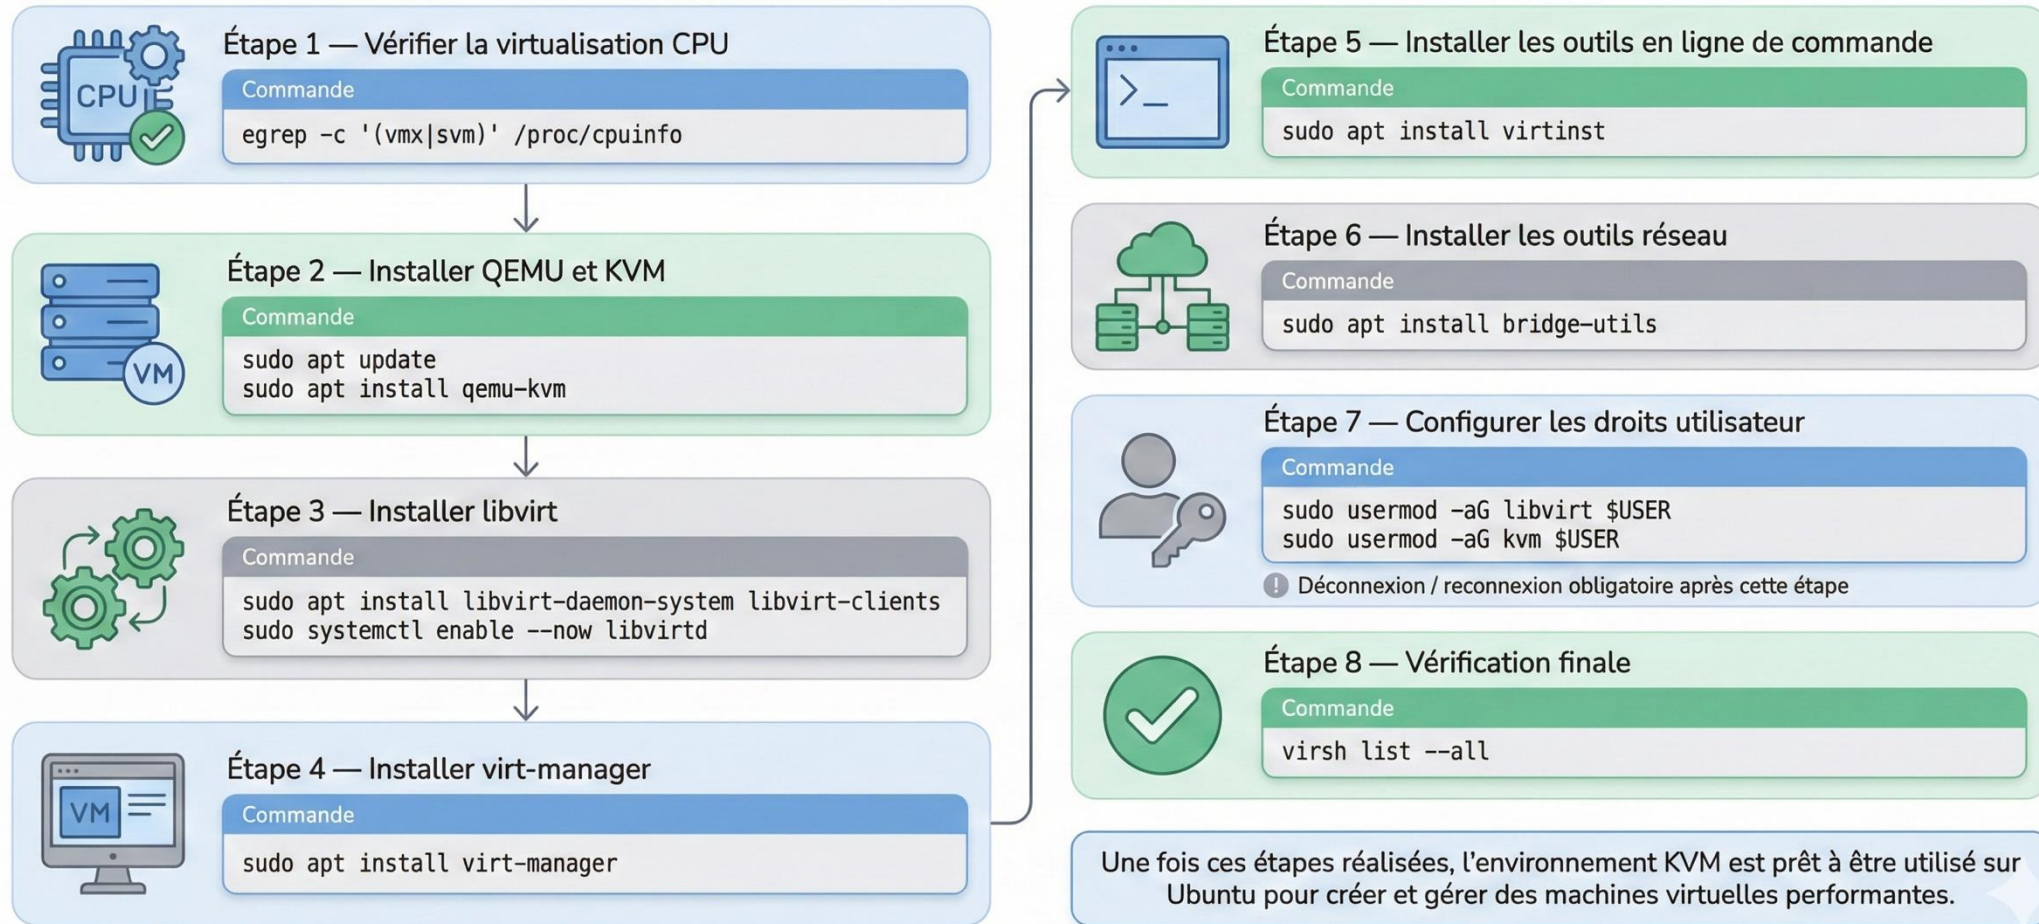 CPU
Étape 1 — Vérifier la virtualisation CPU
Commande
egrep -c '(vmx|svm)' /proc/cpuinfo
VM
Étape 2 — Installer QEMU et KVM
Commande
sudo apt update
sudo apt install qemu-kvm
Étape 3 — Installer libvirt
Commande
sudo apt install libvirt-daemon-system libvirt-clients
sudo systemctl enable --now libvirtd
VM
Étape 4 — Installer virt-manager
Commande
sudo apt install virt-manager
>_
Étape 5 — Installer les outils en ligne de commande
Commande
sudo apt install virtinst
Étape 6 — Installer les outils réseau
Commande
sudo apt install bridge-utils
Étape 7 — Configurer les droits utilisateur
Commande
sudo usermod -aG libvirt $USER
sudo usermod -aG kvm $USER
! Déconnexion / reconnexion obligatoire après cette étape
Étape 8 — Vérification finale
Commande
virsh list --all
Une fois ces étapes réalisées, l'environnement KVM est prêt à être utilisé sur
Ubuntu pour créer et gérer des machines virtuelles performantes.